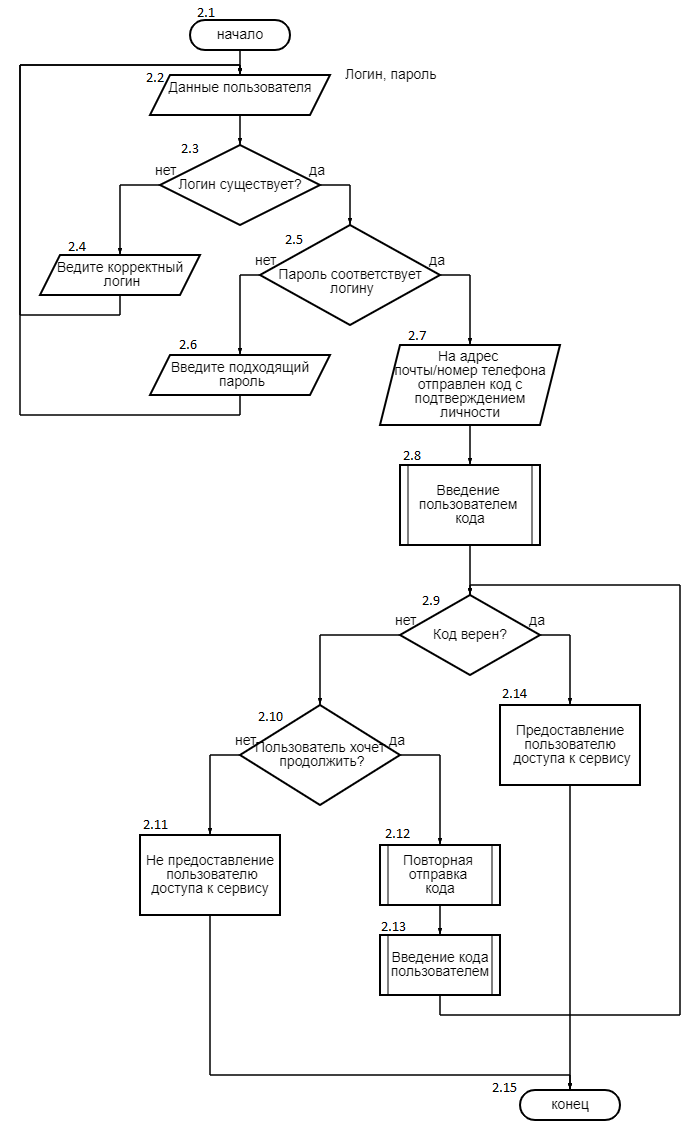 2.1
начало
2.2
Данные пользователя
Логин, пароль
2.3
нет
да
Логин существует?
2.4
Ведите корректный
логин
2.5
нет
да
Пароль соответствует
логину
2.6
Введите подходящий
пароль
2.7
На адрес
почты/номер телефона
отправлен код с
подтверждением
личности
2.8
Введение
пользователем
кода
2.9
нет
да
Код верен?
2.10
нет
да
Пользователь хочет
продолжить?
2.14
Предоставление
пользователю
доступа к сервису
2.11
Не предоставление
пользователю
доступа к сервису
2.12
Повторная
отправка
кода
2.13
Введение кода
пользователем
2.15
конец